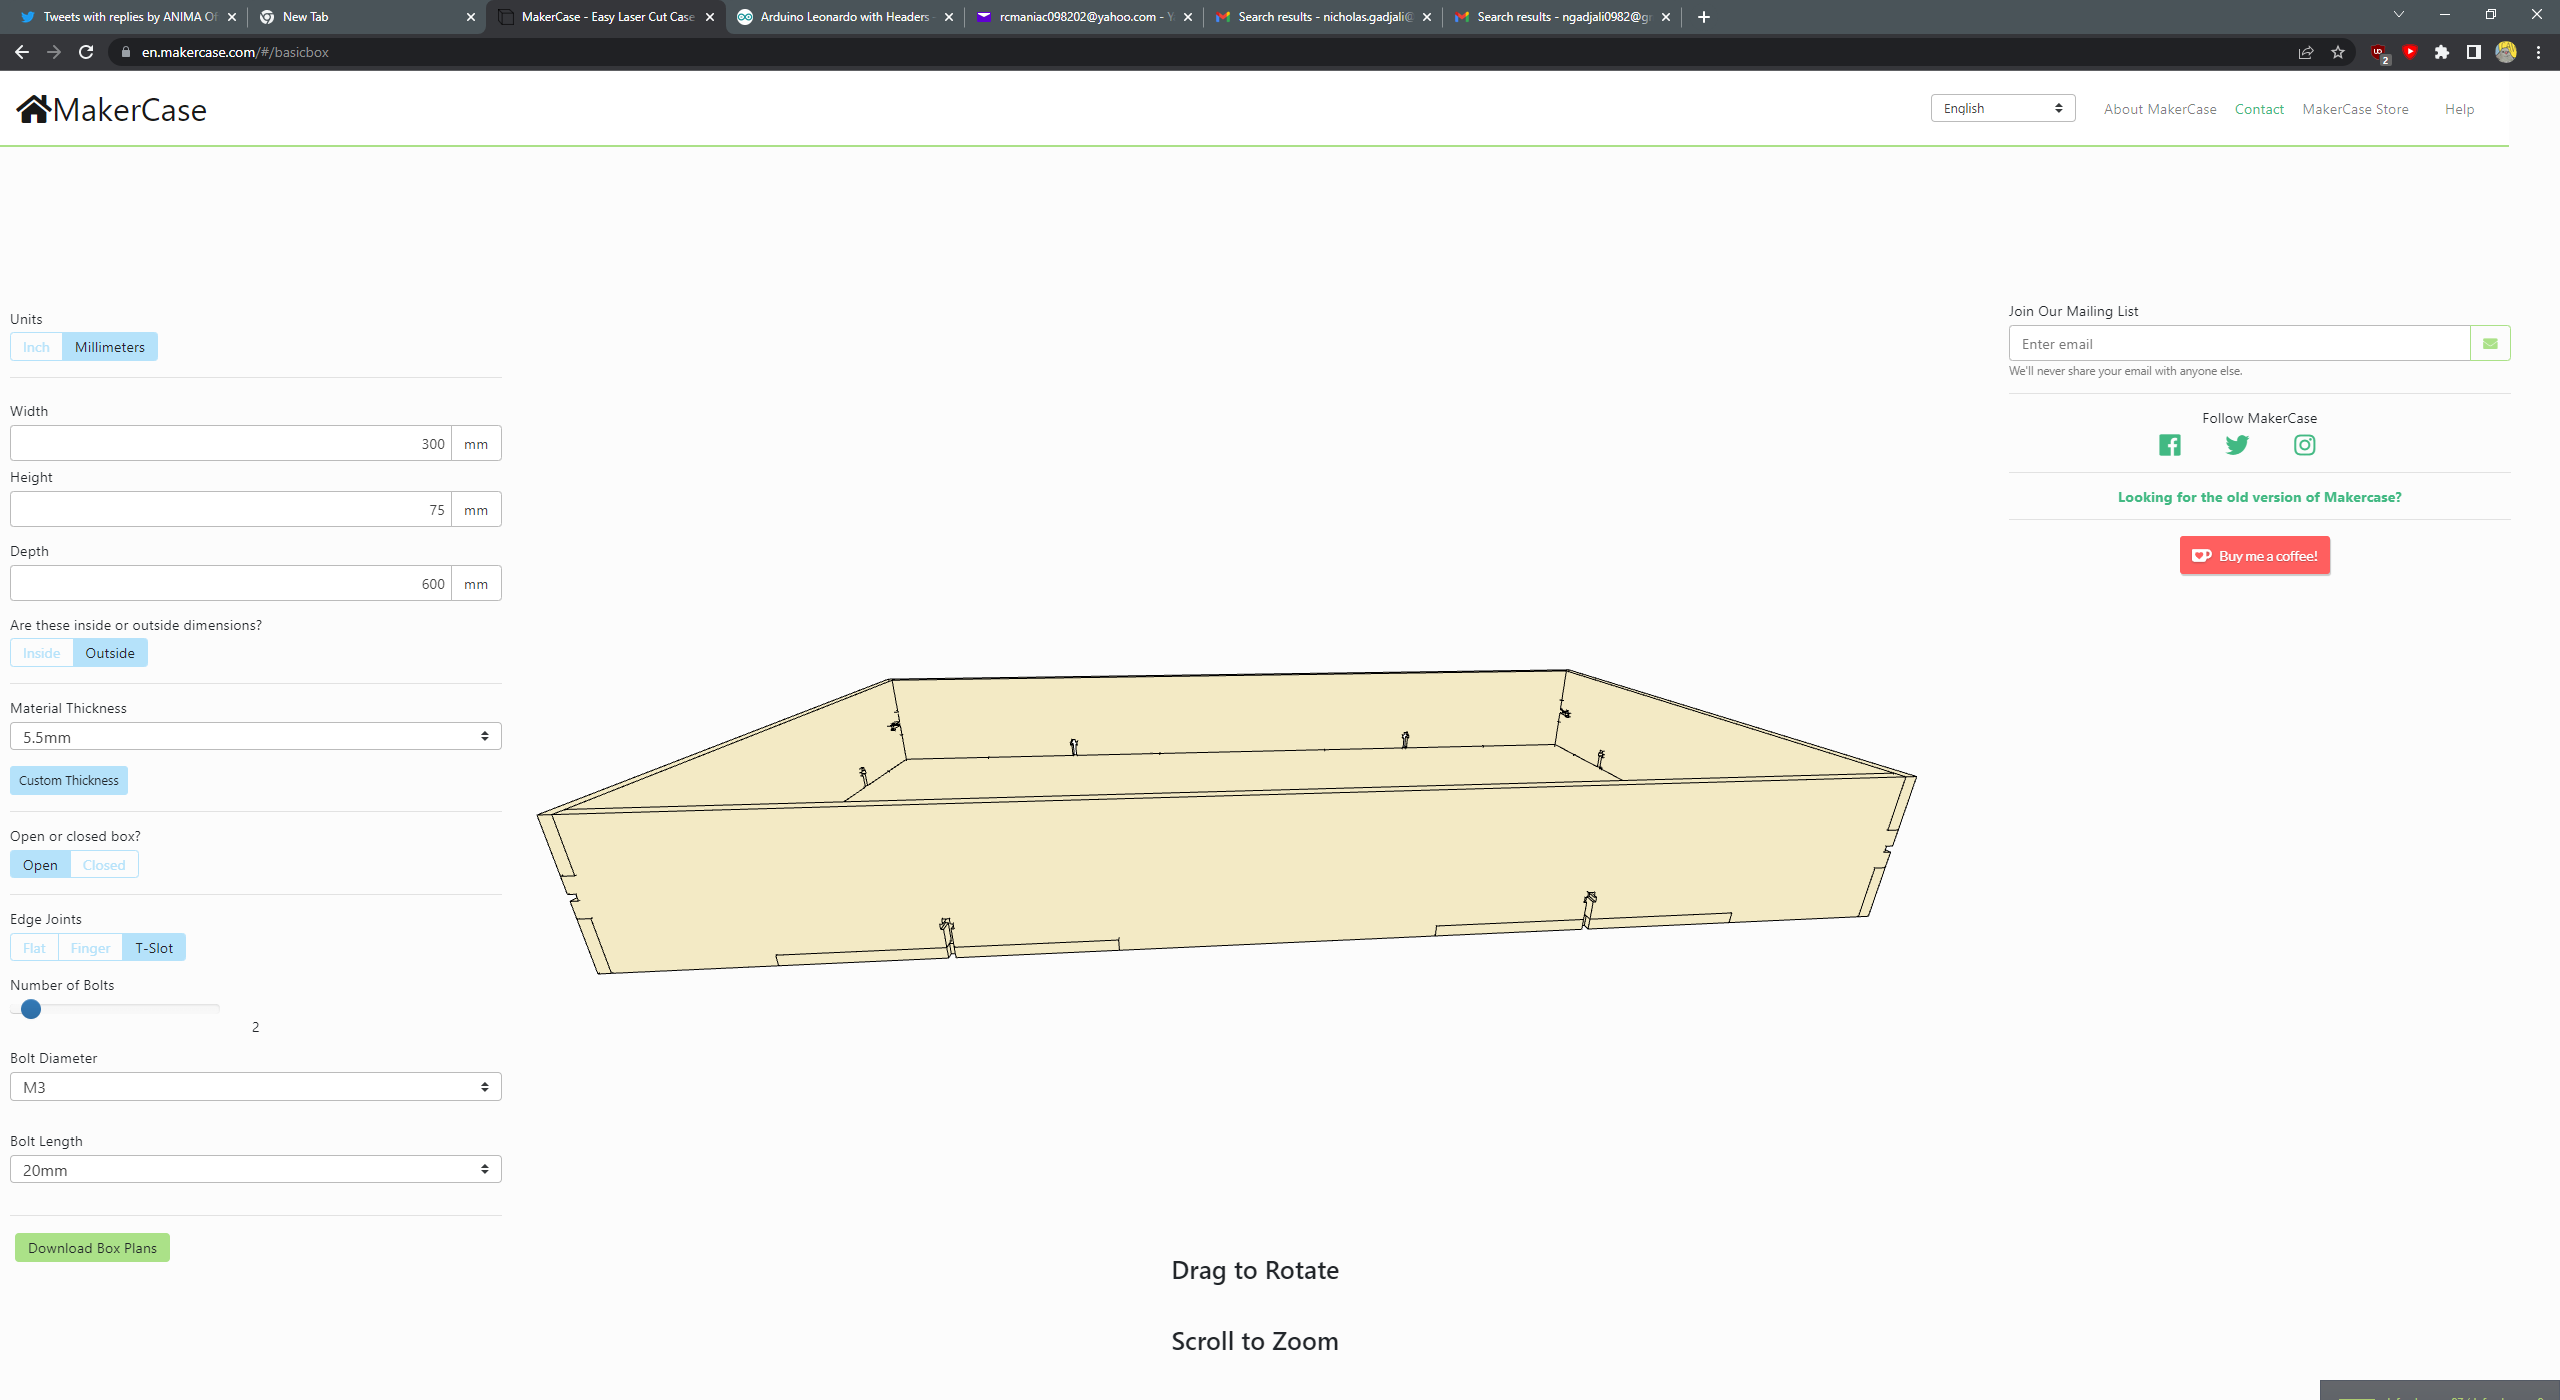 Tweets with replies by ANIMA Of
New Tab
MakerCase - Easy Laser Cut Case
Arduino Leonardo with Headers
rcmaniac098202@yahoo.com - Y
Search results - nicholas.gadjali@
Search results - ngadjali0982@g
en.makercase.com/#/basicbox
2
MakerCase
English
About MakerCase
Contact
MakerCase Store
Help
Units
Inch
Millimeters
Width
300 mm
Height
75 mm
Depth
600 mm
Are these inside or outside dimensions?
Inside
Outside
Material Thickness
5.5mm
Custom Thickness
Open or closed box?
Open
Closed
Edge Joints
Flat
Finger
T-Slot
Number of Bolts
2
Bolt Diameter
M3
Bolt Length
20mm
Download Box Plans
Drag to Rotate
Scroll to Zoom
Join Our Mailing List
Enter email
We'll never share your email with anyone else.
Follow MakerCase
Looking for the old version of Makercase?
Buy me a coffee!